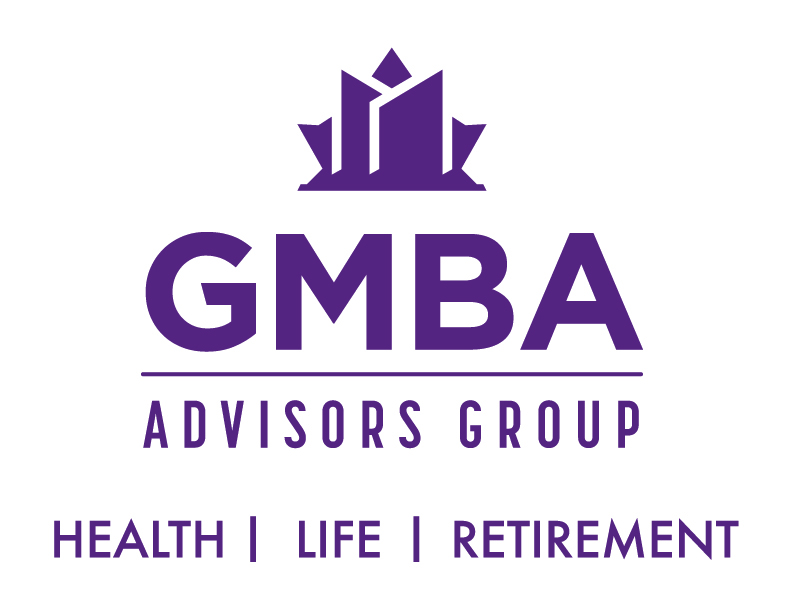 GMBA
ADVISORS GROUP
HEALTH | LIFE | RETIREMENT